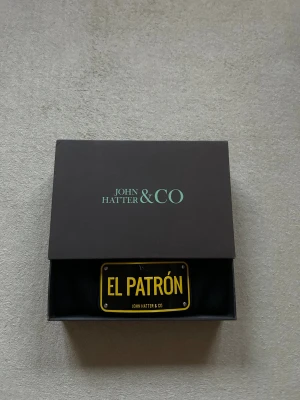 JOHN
HATTER &CO
EL PATRÓN
JOHN HATTER & CO